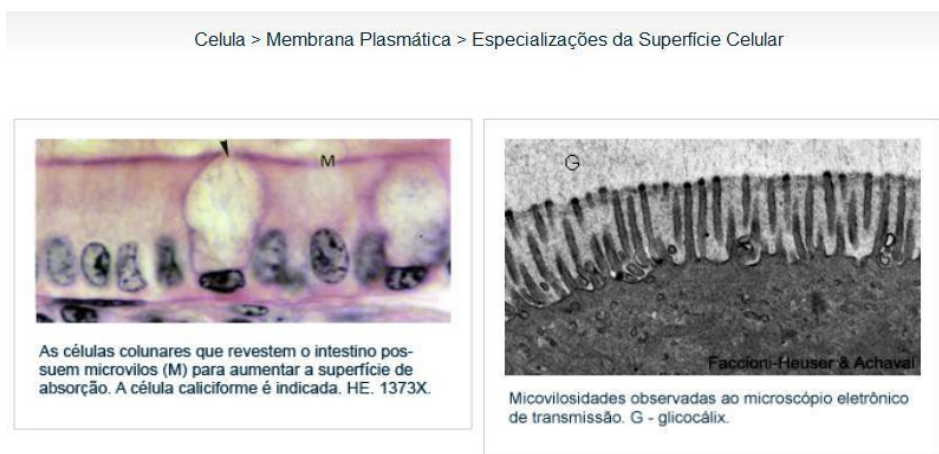 Celula > Membrana Plasmática > Especializações da Superfície Celular
M
As células colunares que revestem o intestino pos-
suem microvilos (M) para aumentar a superfície de
absorção. A célula caliciforme é indicada. HE. 1373X.
G
Faccioni-Heuser & Achaval
Micovilosidades observadas ao microscópio eletrônico
de transmissão. G - glicocálix.